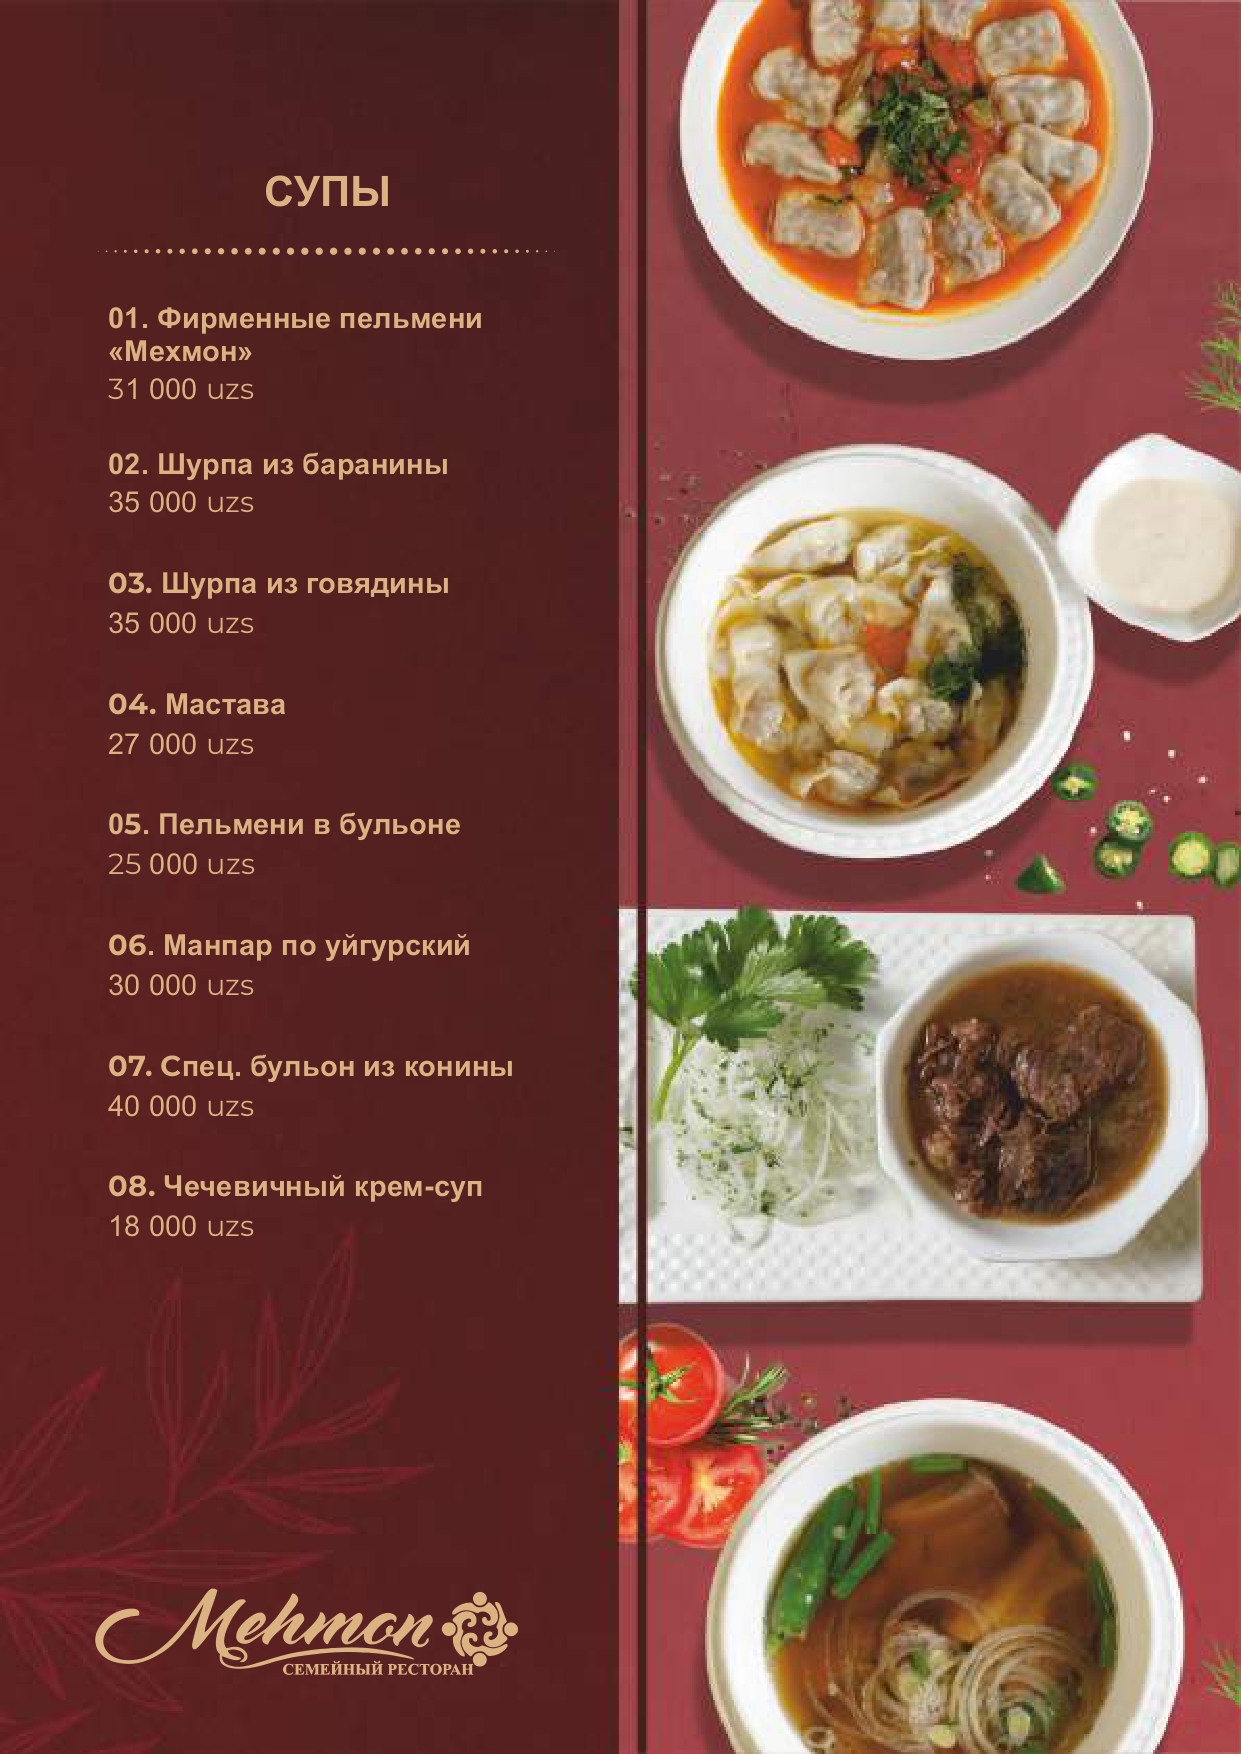 СУПЫ
01. Фирменные пельмени
«Мехмон»
31 000 uzs
02. Шурпа из баранины
35 000 uzs
03. Шурпа из говядины
35 000 uzs
04. Мастава
27 000 uzs
05. Пельмени в бульоне
25 000 uzs
06. Манпар по уйгурский
30 000 uzs
07. Спец. бульон из конины
40 000 uzs
08. Чечевичный крем-суп
18 000 uzs
Mehmon
СЕМЕЙНЫЙ РЕСТОРАН